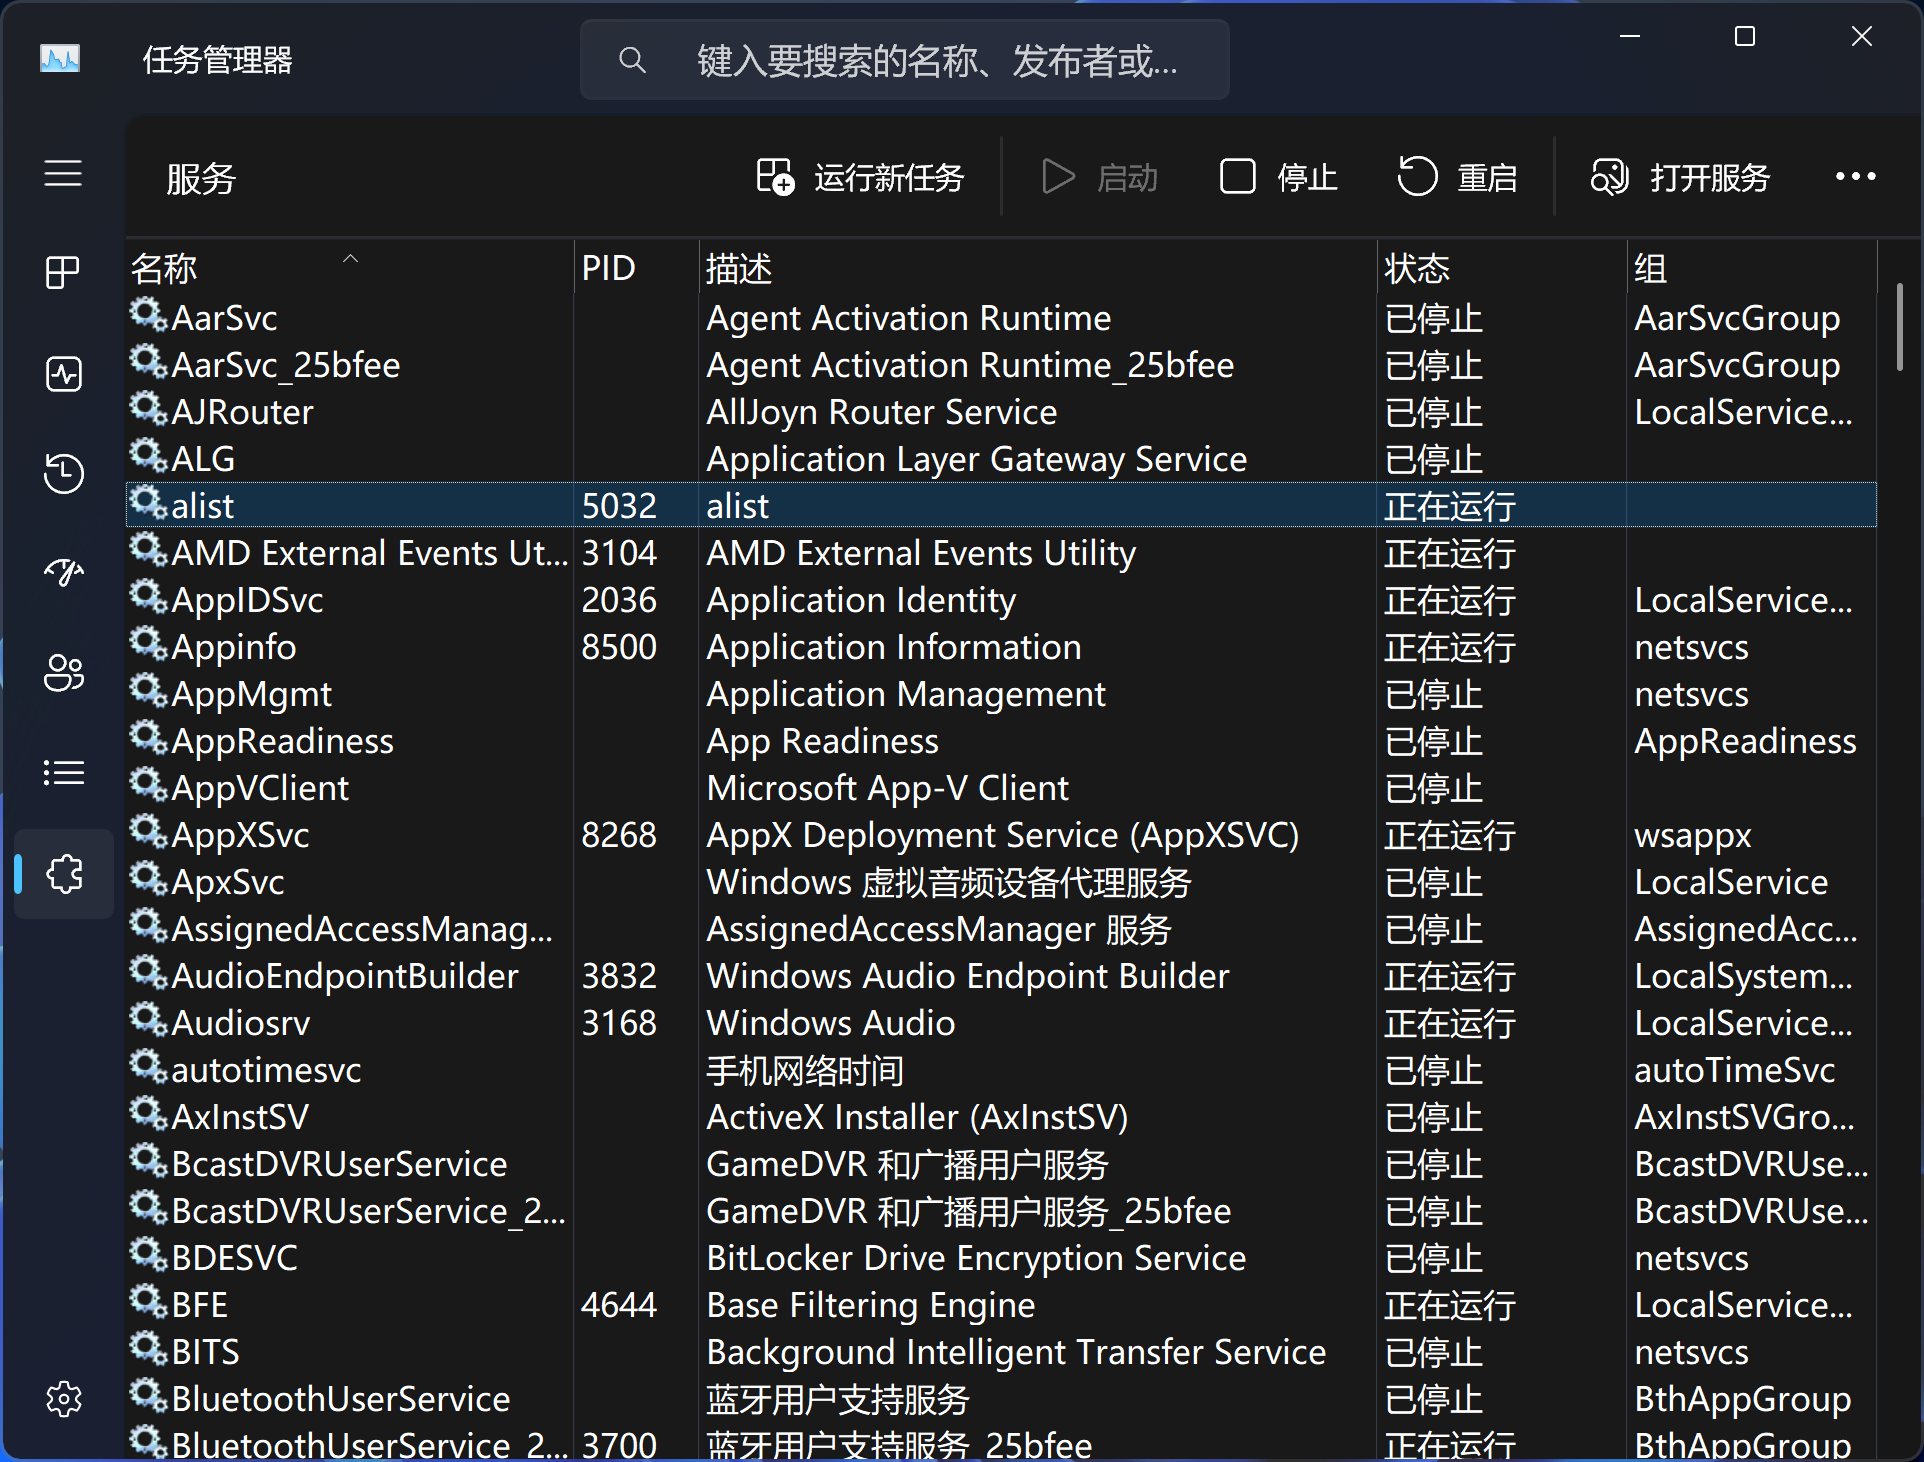 任务管理器
键入要搜索的名称、发布者或...
服务
运行新任务 启动 停止 重启 打开服务
名称 PID 描述 状态 组
AarSvc Agent Activation Runtime 已停止 AarSvcGroup
AarSvc_25bfee Agent Activation Runtime_25bfee 已停止 AarSvcGroup
AJRouter AllJoyn Router Service 已停止 LocalService...
ALG Application Layer Gateway Service 已停止
alist 5032 alist 正在运行
AMD External Events Ut... 3104 AMD External Events Utility 正在运行
AppIDSvc 2036 Application Identity 正在运行 LocalService...
Appinfo 8500 Application Information 正在运行 netsvcs
AppMgmt Application Management 已停止 netsvcs
AppReadiness App Readiness 已停止 AppReadiness
AppVClient Microsoft App-V Client 已停止
AppXSvc 8268 AppX Deployment Service (AppXSVC) 正在运行 wsappx
ApxSvc Windows 虚拟音频设备代理服务 已停止 LocalService
AssignedAccessManag... AssignedAccessManager 服务 已停止 AssignedAcc...
AudioEndpointBuilder 3832 Windows Audio Endpoint Builder 正在运行 LocalSystem...
Audiosrv 3168 Windows Audio 正在运行 LocalService...
autotimesvc 手机网络时间 已停止 autoTimeSvc
AxInstSV ActiveX Installer (AxInstSV) 已停止 AxInstSVGro...
BcastDVRUserService GameDVR 和广播用户服务 已停止 BcastDVRUse...
BcastDVRUserService_2... GameDVR 和广播用户服务_25bfee 已停止 BcastDVRUse...
BDESVC BitLocker Drive Encryption Service 已停止 netsvcs
BFE 4644 Base Filtering Engine 正在运行 LocalService...
BITS Background Intelligent Transfer Service 已停止 netsvcs
BluetoothUserService 蓝牙用户支持服务 已停止 BthAppGroup
BluetoothUserService_2... 3700 蓝牙用户支持服务_25bfee 正在运行 BthAppGroup